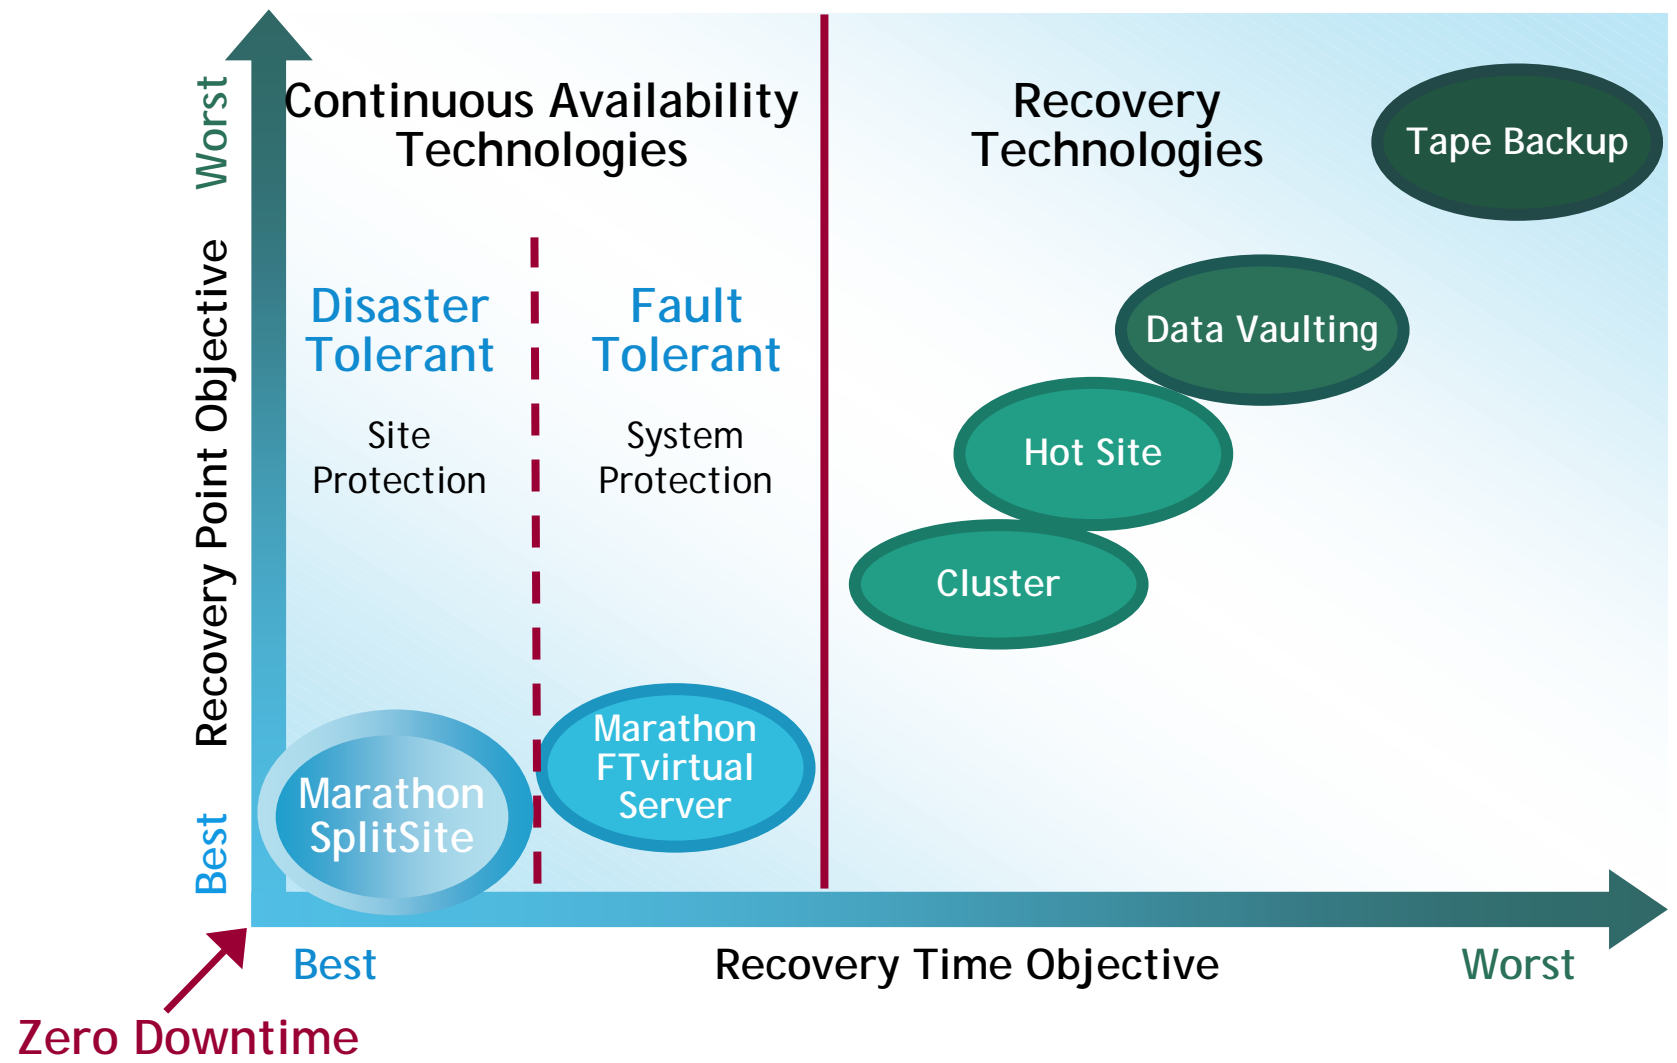 Continuous Availability
Technologies
Recovery
Technologies
Tape Backup
Worst
Recovery Point Objective
Best
Disaster
Tolerant
Site
Protection
Fault
Tolerant
System
Protection
Data Vaulting
Hot Site
Cluster
Marathon
SplitSite
Marathon
FTvirtual
Server
Best
Recovery Time Objective
Worst
Zero Downtime